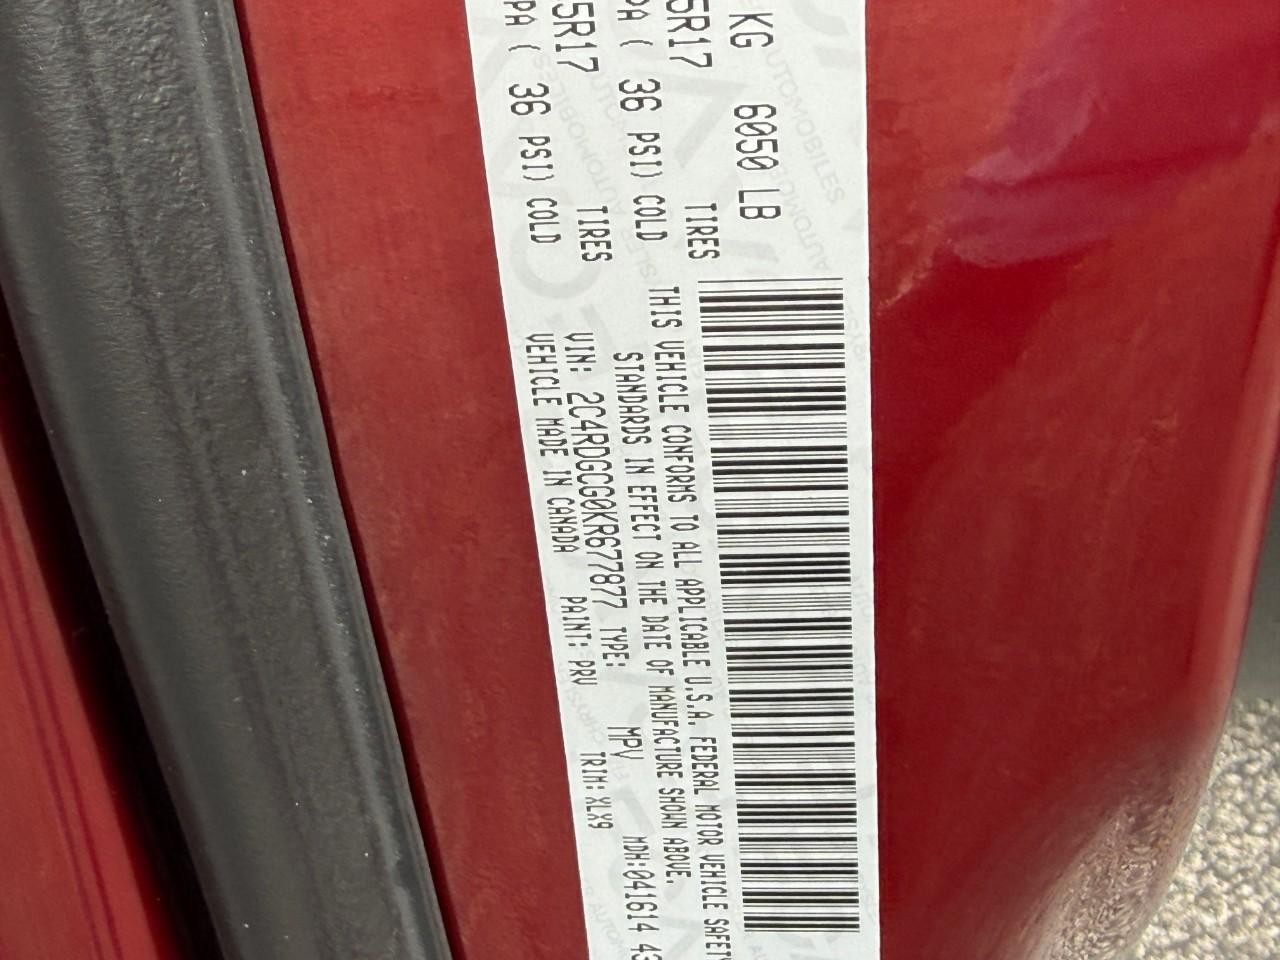 KG 6050 LB
5R17 TIRES
PA ( 36 PSI) COLD
5R17 TIRES
PA ( 36 PSI) COLD
THIS VEHICLE CONFORMS TO ALL APPLICABLE U.S.A. FEDERAL MOTOR VEHICLE SAFETY
STANDARDS IN EFFECT ON THE DATE OF MANUFACTURE SHOWN ABOVE.
MDH:041614 43
VIN: 2C4RDGCG0KR677877 TYPE: MPV
VEHICLE MADE IN CANADA PAINT: PRV TRIM:XLX9